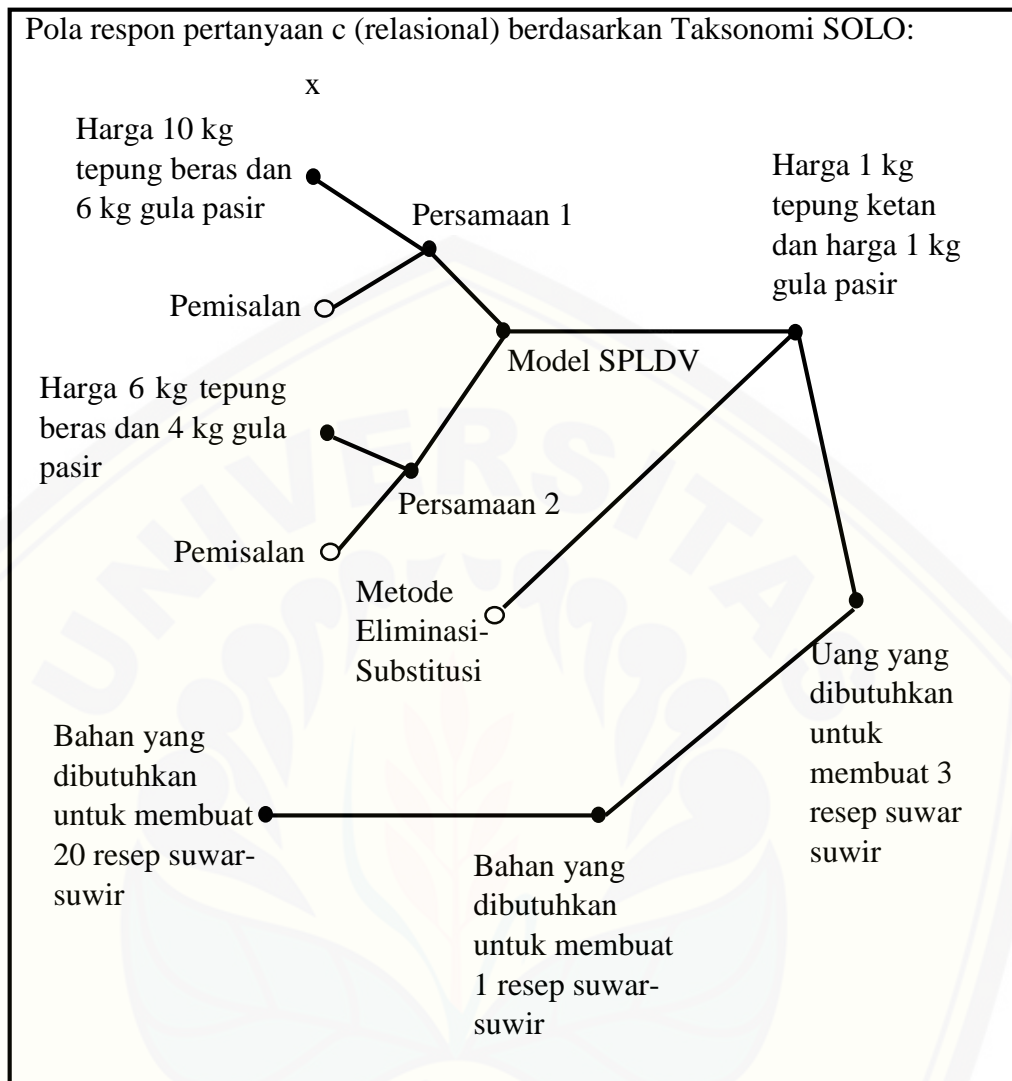 Pola respon pertanyaan c (relasional) berdasarkan Taksonomi SOLO:
x
Harga 10 kg
tepung beras dan
6 kg gula pasir
Persamaan 1
Pemisalan
Harga 1 kg
tepung ketan
dan harga 1 kg
gula pasir
Model SPLDV
Harga 6 kg tepung
beras dan 4 kg gula
pasir
Persamaan 2
Pemisalan
Metode
Eliminasi-
Substitusi
Uang yang
dibutuhkan
untuk
membuat 3
resep suwar
suwir
Bahan yang
dibutuhkan
untuk membuat
20 resep suwar-
suwir
Bahan yang
dibutuhkan
untuk membuat
1 resep suwar-
suwir
UNIVERSITAS